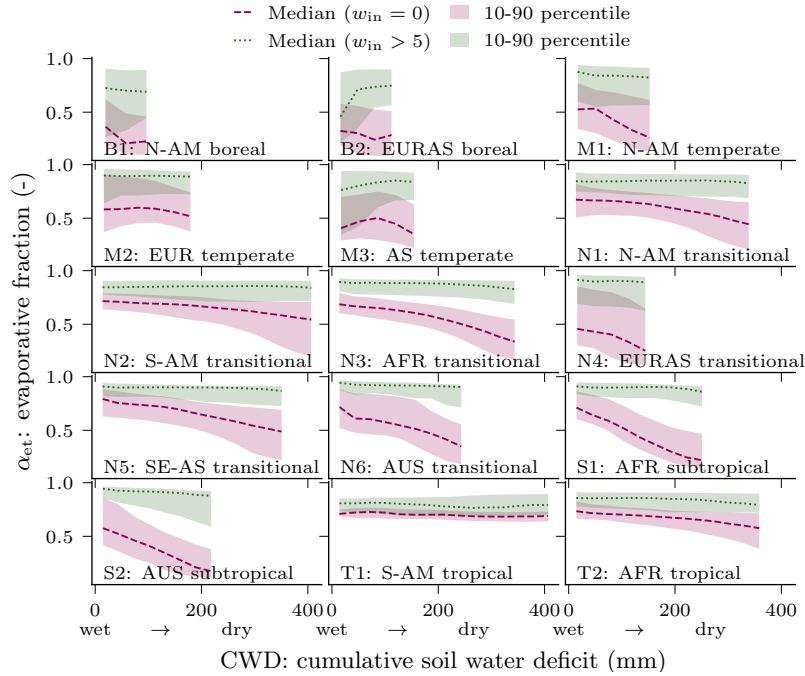 Median (w_in = 0) 10-90 percentile
Median (w_in > 5) 10-90 percentile
α_et: evaporative fraction (-)
1.0
0.5
B1: N-AM boreal
B2: EURAS boreal
M1: N-AM temperate
1.0
0.5
M2: EUR temperate
M3: AS temperate
N1: N-AM transitional
1.0
0.5
N2: S-AM transitional
N3: AFR transitional
N4: EURAS transitional
1.0
0.5
N5: SE-AS transitional
N6: AUS transitional
S1: AFR subtropical
1.0
0.5
S2: AUS subtropical
T1: S-AM tropical
T2: AFR tropical
0 200 400 0 200 400 0 200 400
wet → dry wet → dry wet → dry
CWD: cumulative soil water deficit (mm)